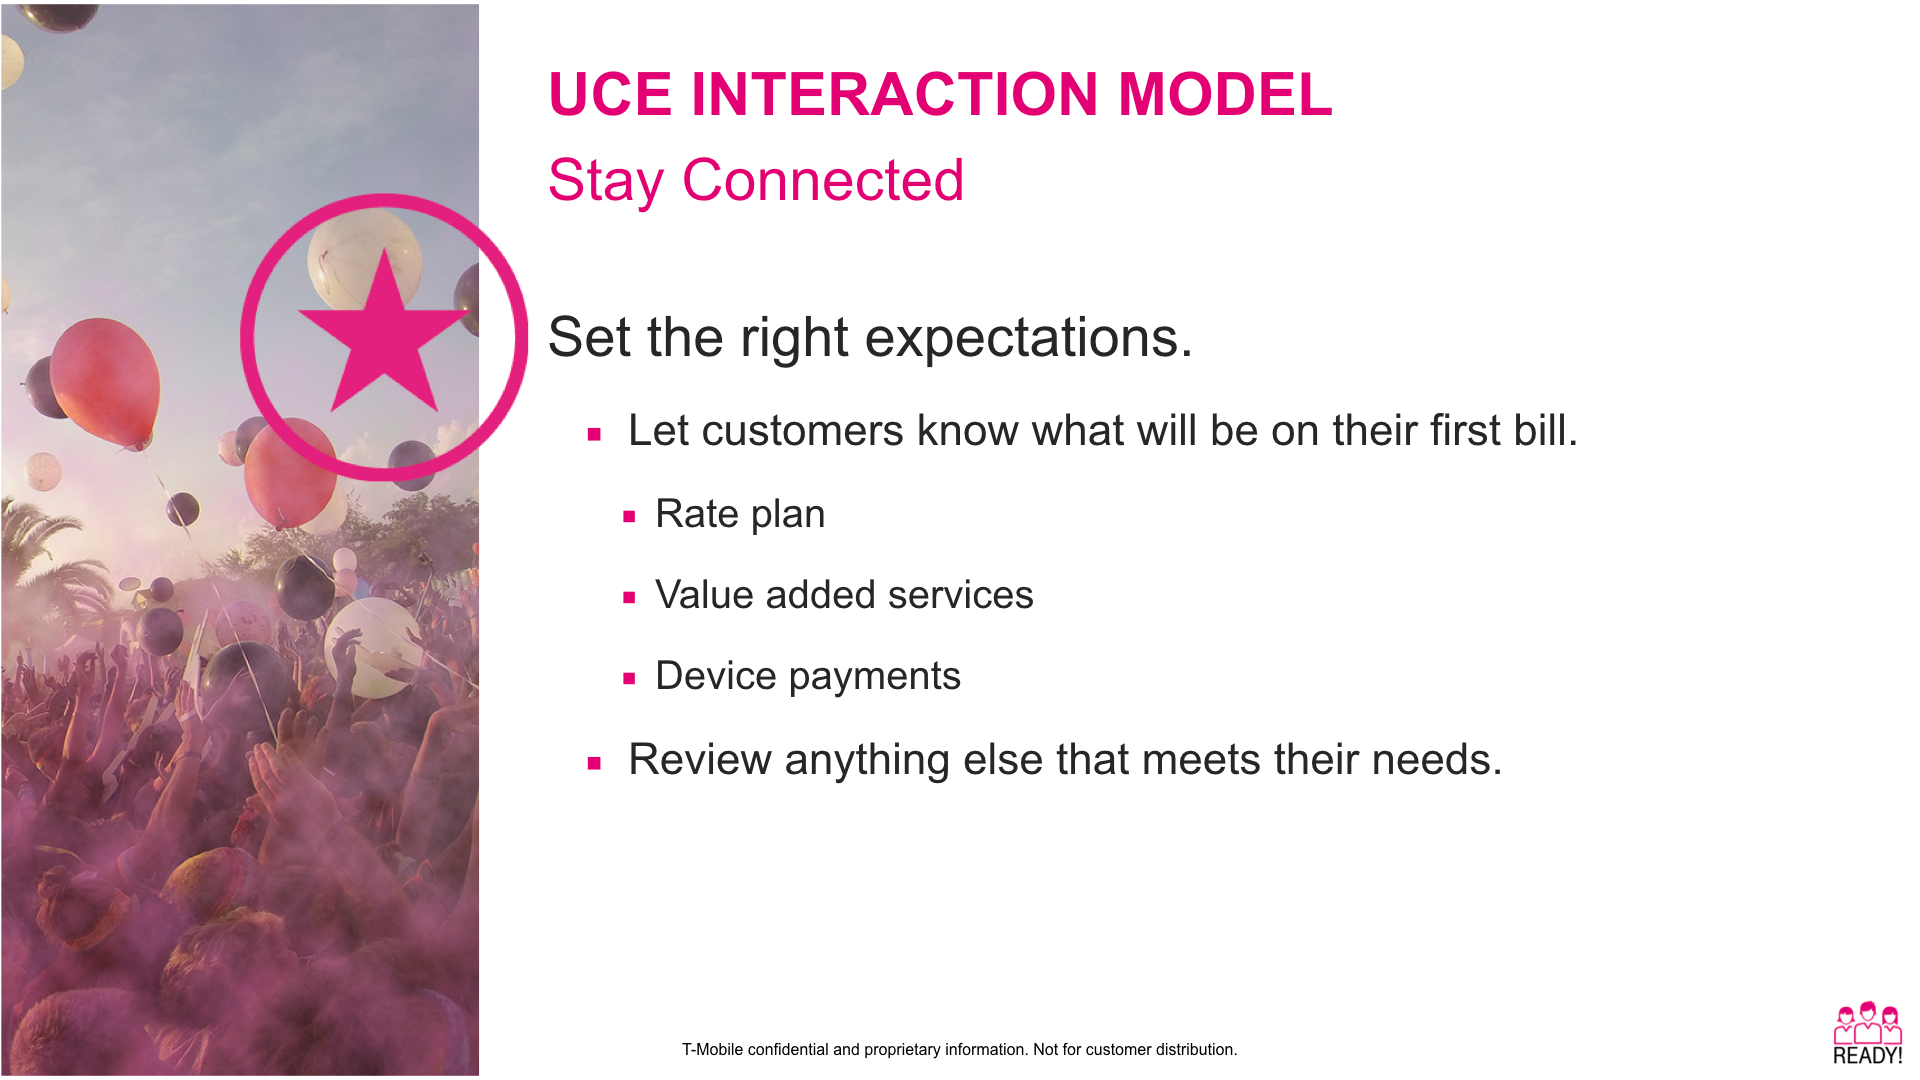 UCE INTERACTION MODEL
Stay Connected
Set the right expectations.
Let customers know what will be on their first bill.
Rate plan
Value added services
Device payments
Review anything else that meets their needs.
T-Mobile confidential and proprietary information. Not for customer distribution.
READY!